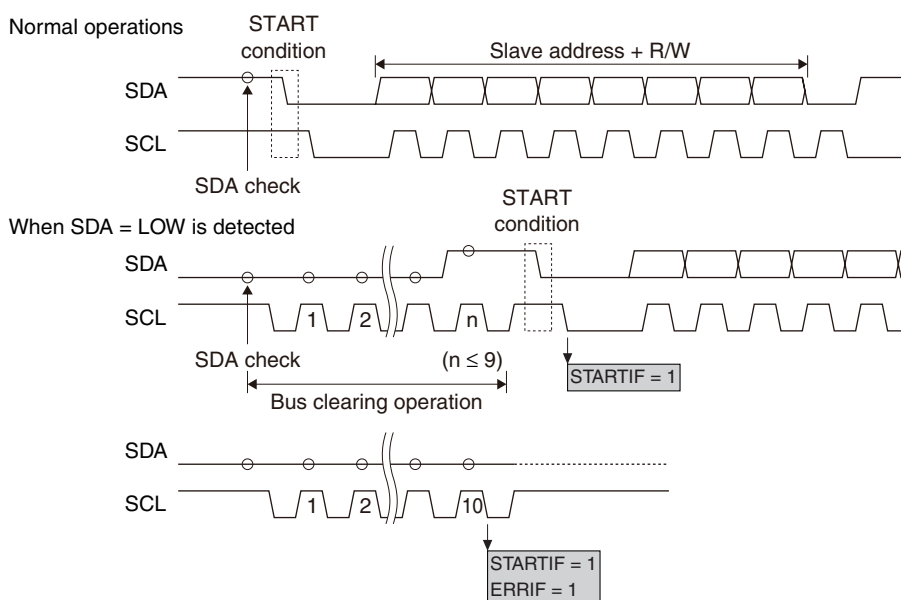 Normal operations
START
condition
Slave address + R/W
SDA
SCL
SDA check
START
condition
When SDA = LOW is detected
SDA
SCL
1
2
n
SDA check
(n ≤ 9)
STARTIF = 1
Bus clearing operation
SDA
SCL
1
2
10
STARTIF = 1
ERRIF = 1